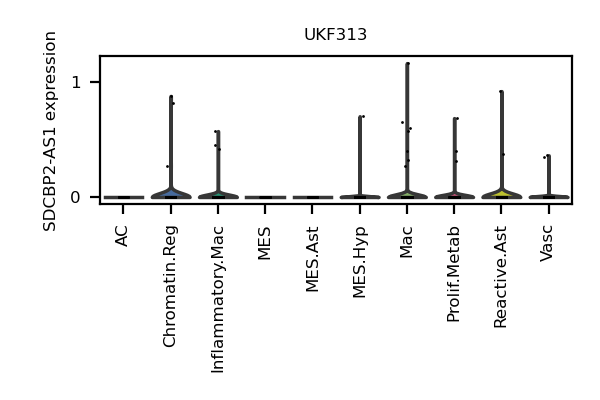 UKF313
SDCBP2-AS1 expression
1
0
AC
Chromatin.Reg
Inflammatory.Mac
MES
MES.Ast
MES.Hyp
Mac
Prolif.Metab
Reactive.Ast
Vasc